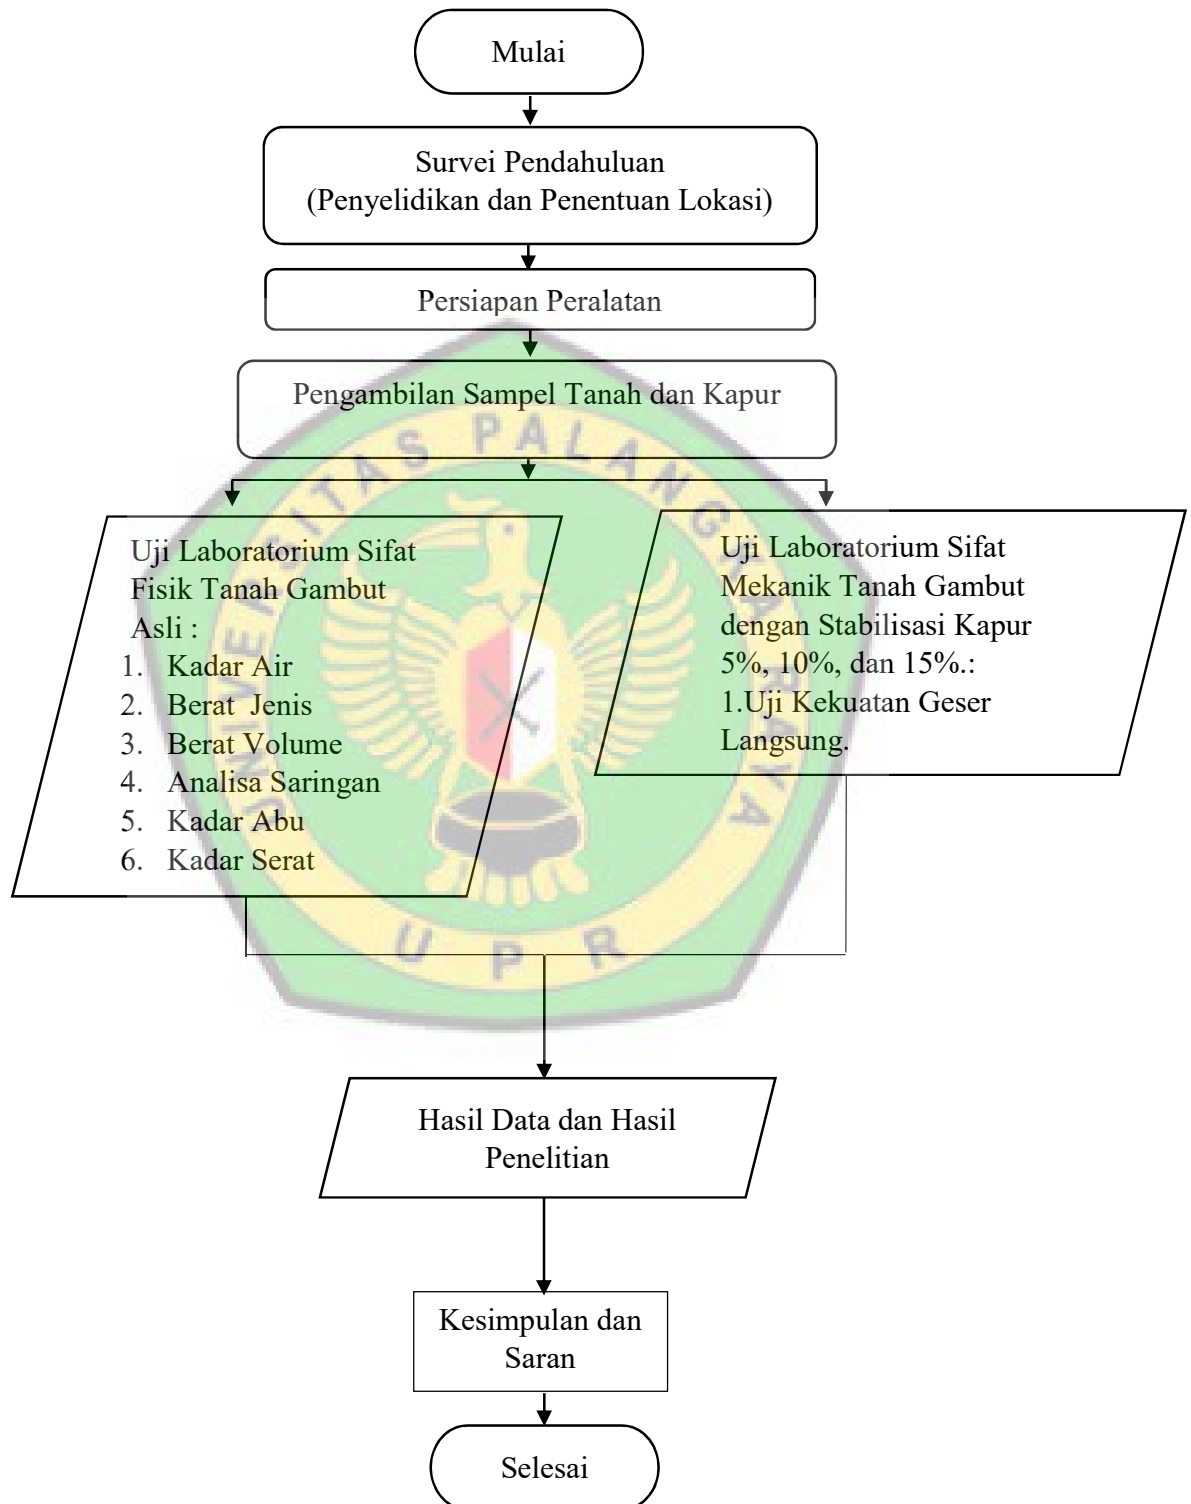 Mulai
Survei Pendahuluan
(Penyelidikan dan Penentuan Lokasi)
Persiapan Peralatan
Pengambilan Sampel Tanah dan Kapur
UNIVERSITAS PALANGKA RAYA
Uji Laboratorium Sifat
Fisik Tanah Gambut
Asli :
1. Kadar Air
2. Berat Jenis
3. Berat Volume
4. Analisa Saringan
5. Kadar Abu
6. Kadar Serat
Uji Laboratorium Sifat
Mekanik Tanah Gambut
dengan Stabilisasi Kapur
5%, 10%, dan 15%.:
1.Uji Kekuatan Geser
Langsung.
U P R
Hasil Data dan Hasil
Penelitian
Kesimpulan dan
Saran
Selesai